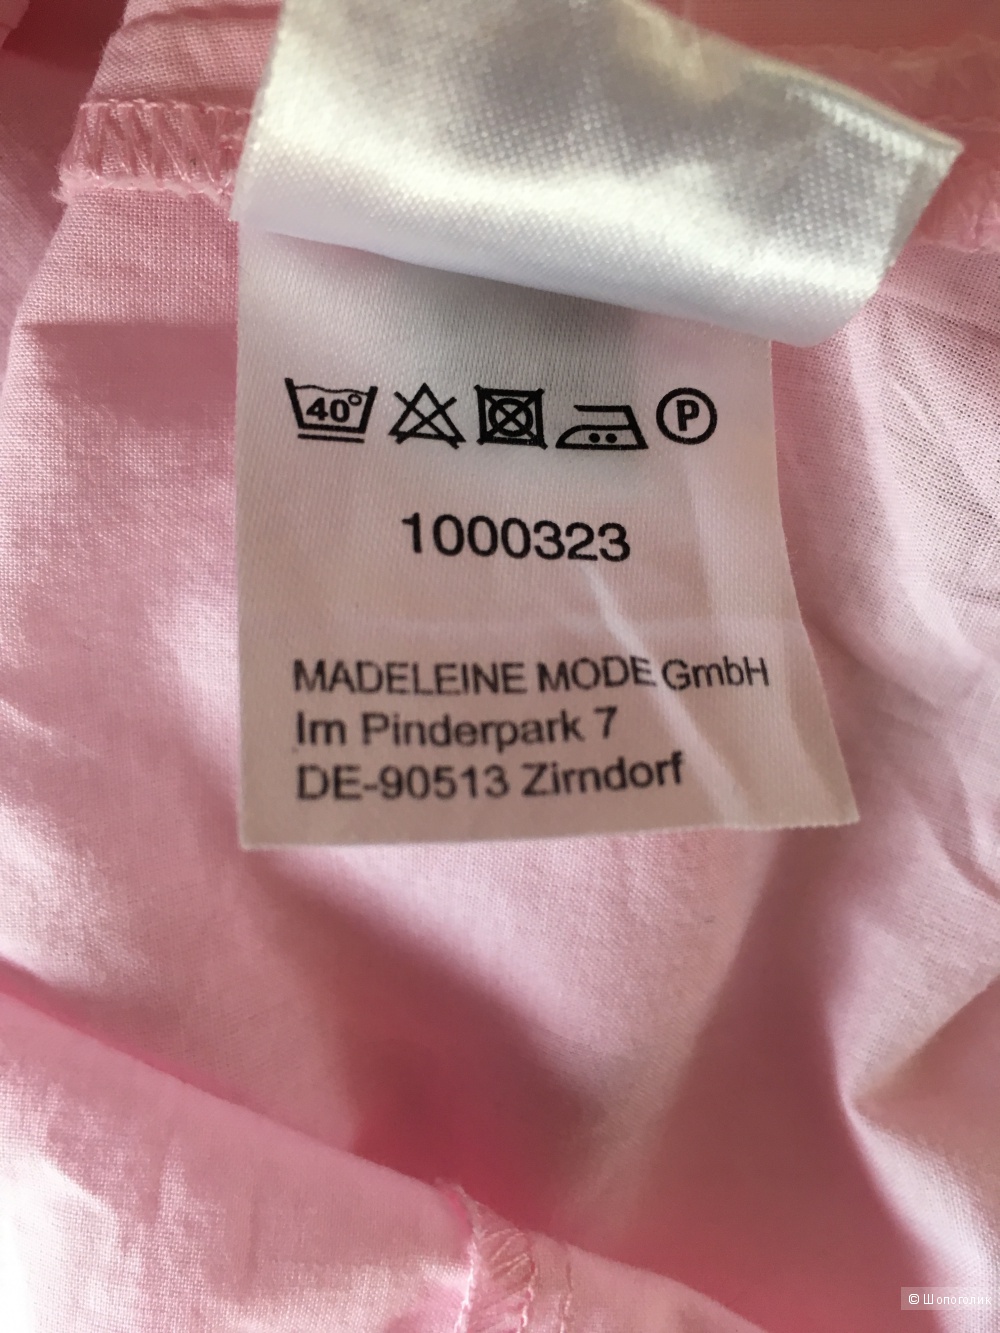 40°
P
1000323
MADELEINE MODE GmbH
Im Pinderpark 7
DE-90513 Zirndorf
© Шопоголик